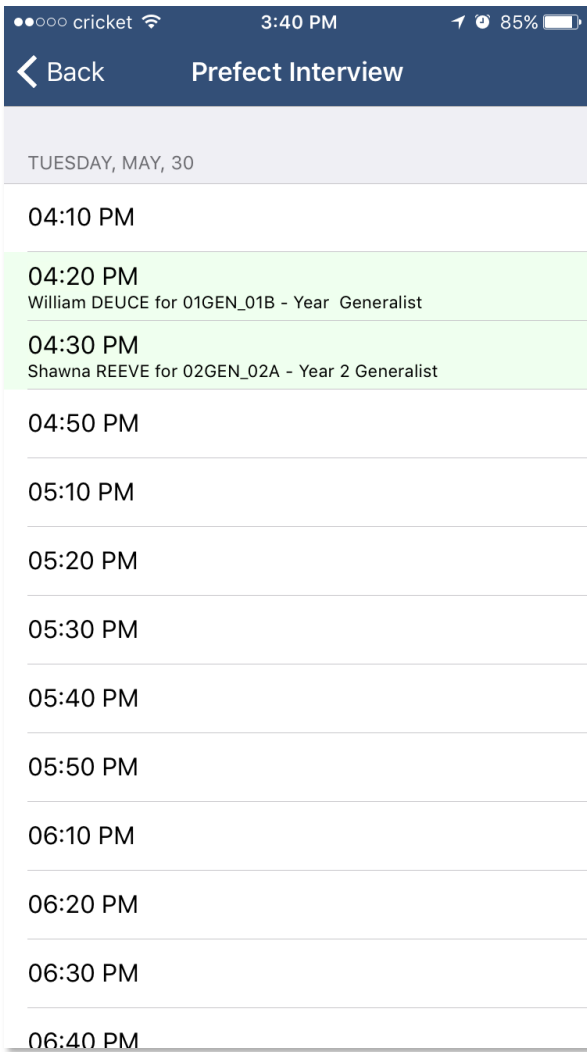 cricket 3:40 PM 85%
Back Prefect Interview
TUESDAY, MAY, 30
04:10 PM
04:20 PM
William DEUCE for 01GEN_01B - Year  Generalist
04:30 PM
Shawna REEVE for 02GEN_02A - Year 2 Generalist
04:50 PM
05:10 PM
05:20 PM
05:30 PM
05:40 PM
05:50 PM
06:10 PM
06:20 PM
06:30 PM
06:40 PM